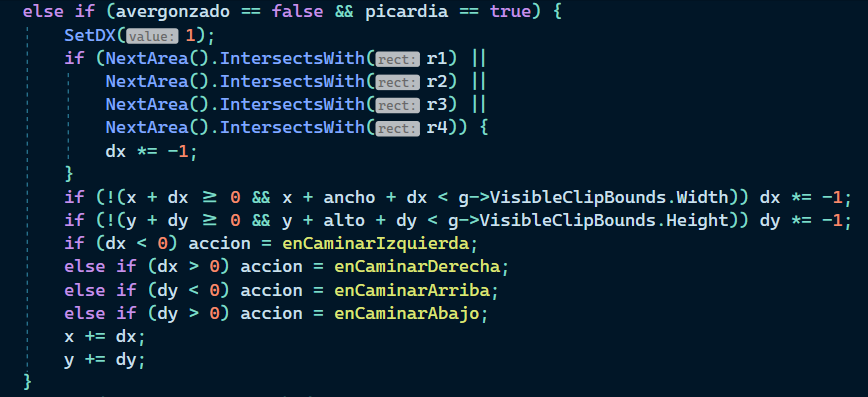 else if (avergonzado == false && picardia == true) {
SetDX(value: 1);
if (NextArea().IntersectsWith(rect: r1) ||
NextArea().IntersectsWith(rect: r2) ||
NextArea().IntersectsWith(rect: r3) ||
NextArea().IntersectsWith(rect: r4)) {
dx *= -1;
}
if (!(x + dx ≥ 0 && x + ancho + dx < g->VisibleClipBounds.Width)) dx *= -1;
if (!(y + dy ≥ 0 && y + alto + dy < g->VisibleClipBounds.Height)) dy *= -1;
if (dx < 0) accion = enCaminarIzquierda;
else if (dx > 0) accion = enCaminarDerecha;
else if (dy < 0) accion = enCaminarArriba;
else if (dy > 0) accion = enCaminarAbajo;
x += dx;
y += dy;
}